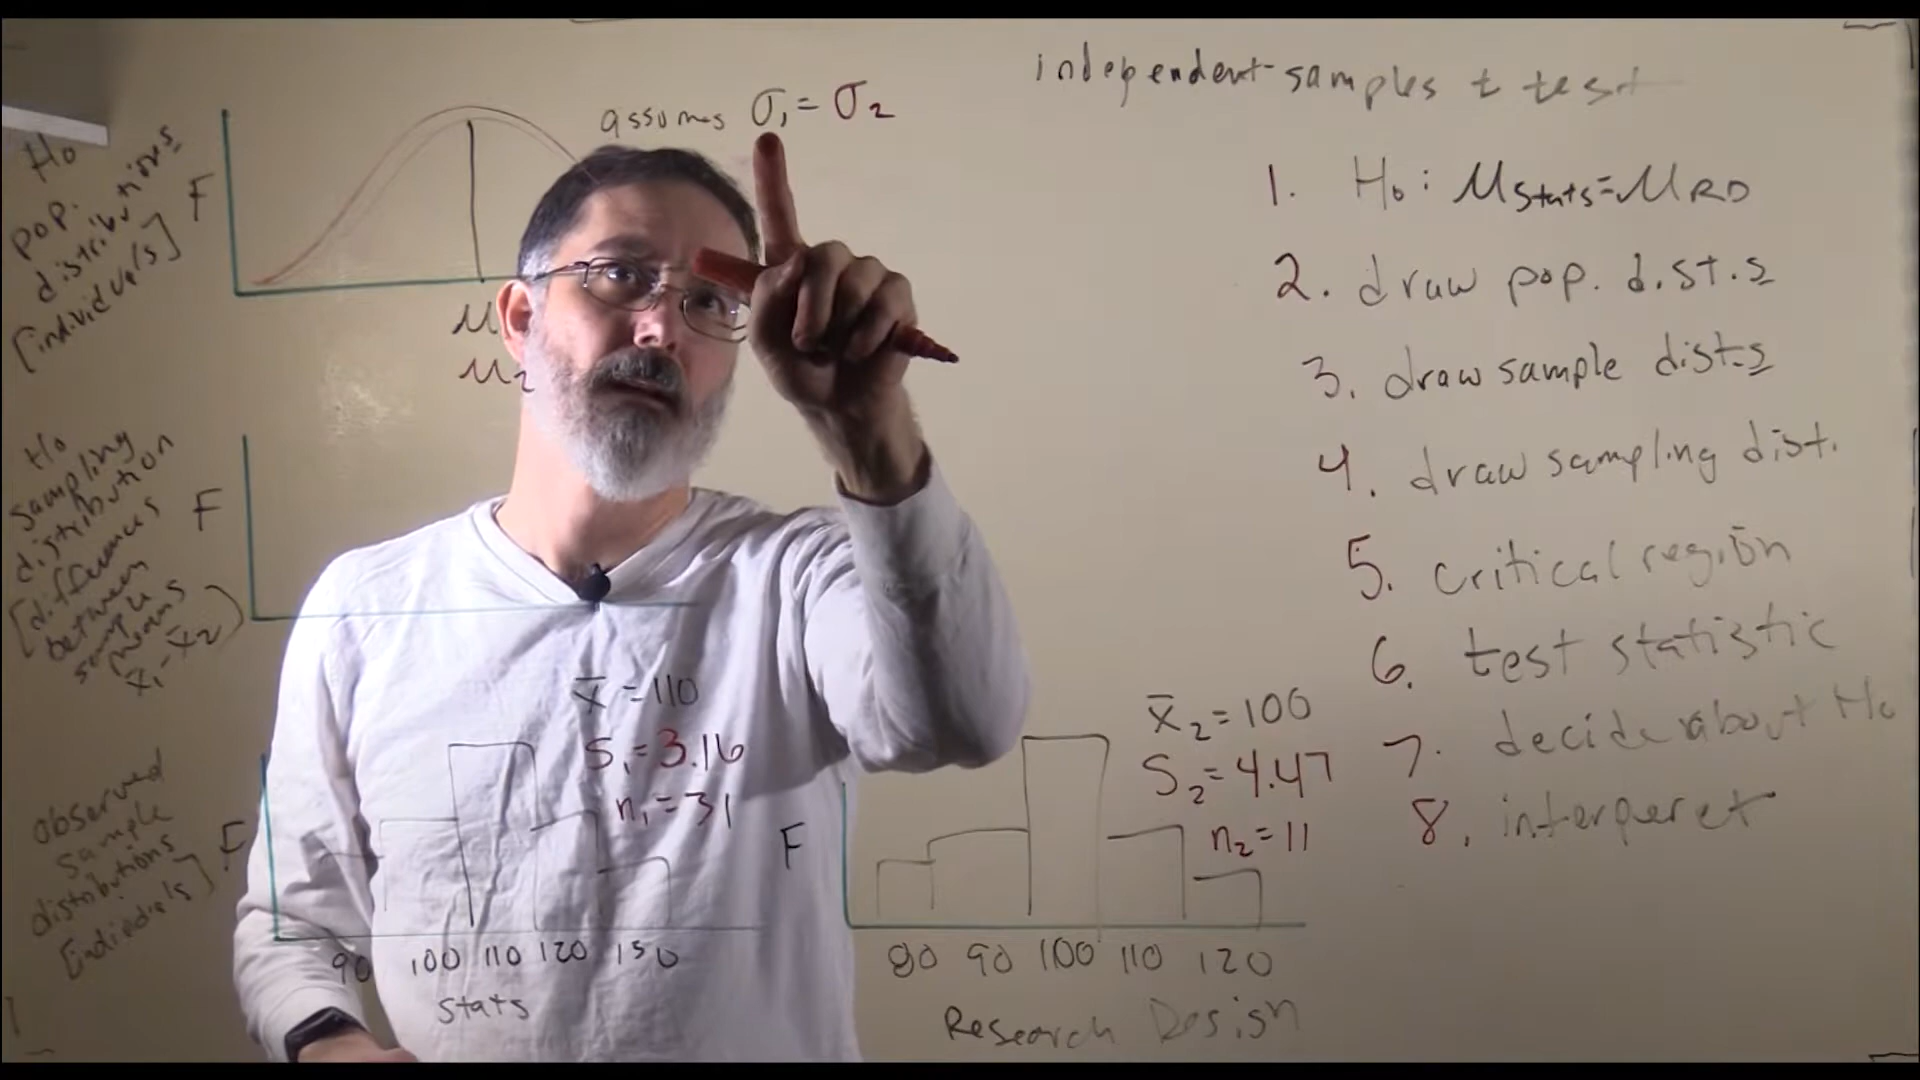 independent-samples t test
assumes σ₁ = σ₂
1. H₀ : μStats = μRD
2. draw pop. dist.s
3. draw sample dist.s
4. draw sampling dist.
5. critical region
6. test statistic
7. decide about H₀
8. interperet
H₀
pop.
distributions
[individuals]
F
μ
μ₂
H₀
sampling
distribution
[differences
between
sample
means
x̄₁-x̄₂)
F
observed
sample
distributions
F
x̄ = 110
S₁ = 3.16
n₁ = 31
90 100 110 120 150
Stats
F
x̄₂ = 100
S₂ = 4.47
n₂ = 11
80 90 100 110 120
Research Design